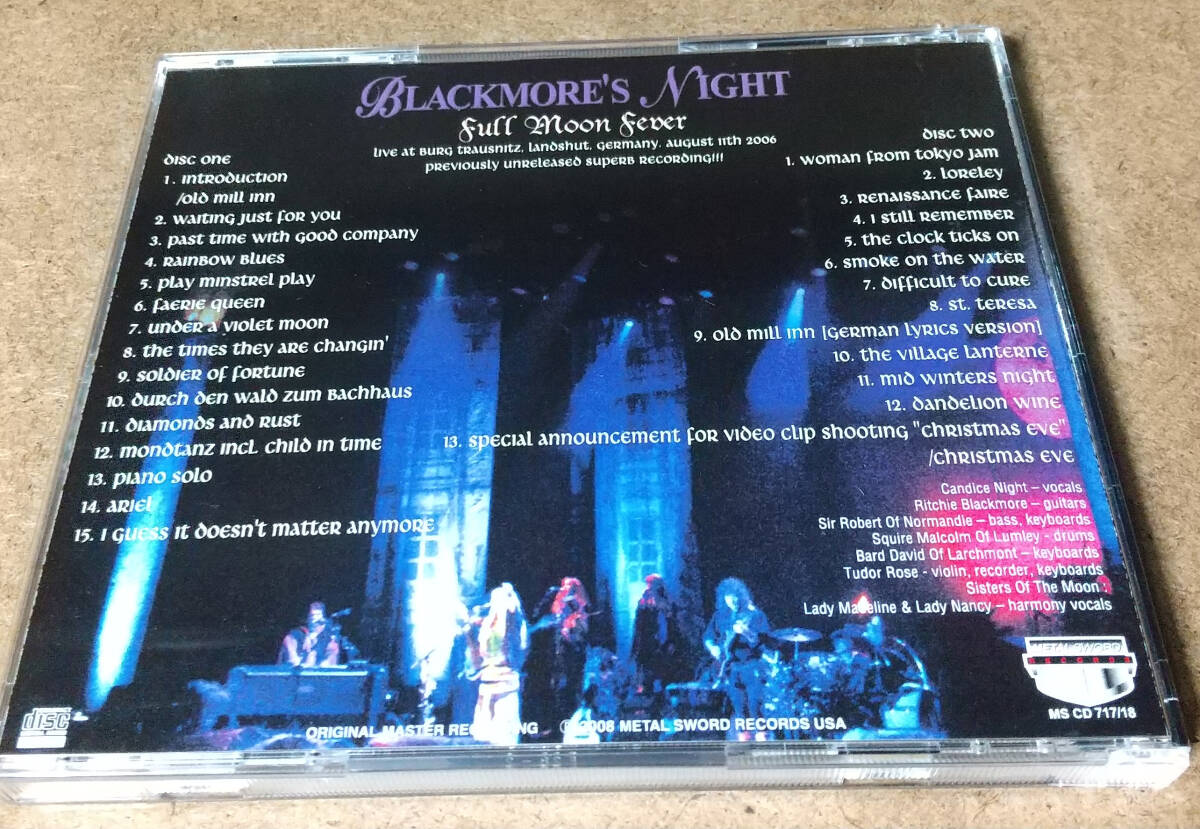 BLACKMORE'S NIGHT
Full Moon Fever
Live at Burg Trausnitz, Landshut, Germany, August 11th 2006
Previously Unreleased Superb Recording!!!
Disc One
1. Introduction
/Old Mill Inn
2. Waiting Just For You
3. Past Time With Good Company
4. Rainbow Blues
5. Play Minstrel Play
6. Faerie Queen
7. Under A Violet Moon
8. The Times They Are Changin'
9. Soldier Of Fortune
10. Durch Den Wald Zum Bachhaus
11. Diamonds And Rust
12. Mondtanz Incl. Child In Time
13. Piano Solo
14. Ariel
15. I Guess It Doesn't Matter Anymore
Disc Two
1. Woman From Tokyo Jam
2. Loreley
3. Renaissance Faire
4. I Still Remember
5. The Clock Ticks On
6. Smoke On The Water
7. Difficult To Cure
8. St. Teresa
9. Old Mill Inn [German Lyrics Version]
10. The Village Lanterne
11. Mid Winters Night
12. Dandelion Wine
13. Special Announcement For Video Clip Shooting "Christmas Eve"
/Christmas Eve
Candice Night – vocals
Ritchie Blackmore – guitars
Sir Robert Of Normandie – bass, keyboards
Squire Malcolm Of Lumley - drums
Bard David Of Larchmont – keyboards
Tudor Rose - violin, recorder, keyboards
Sisters Of The Moon :
Lady Madeline & Lady Nancy – harmony vocals
METAL SWORD
RECORDS
MS CD 717/18
disc
ORIGINAL MASTER RECORDING ℗ 2008 METAL SWORD RECORDS USA